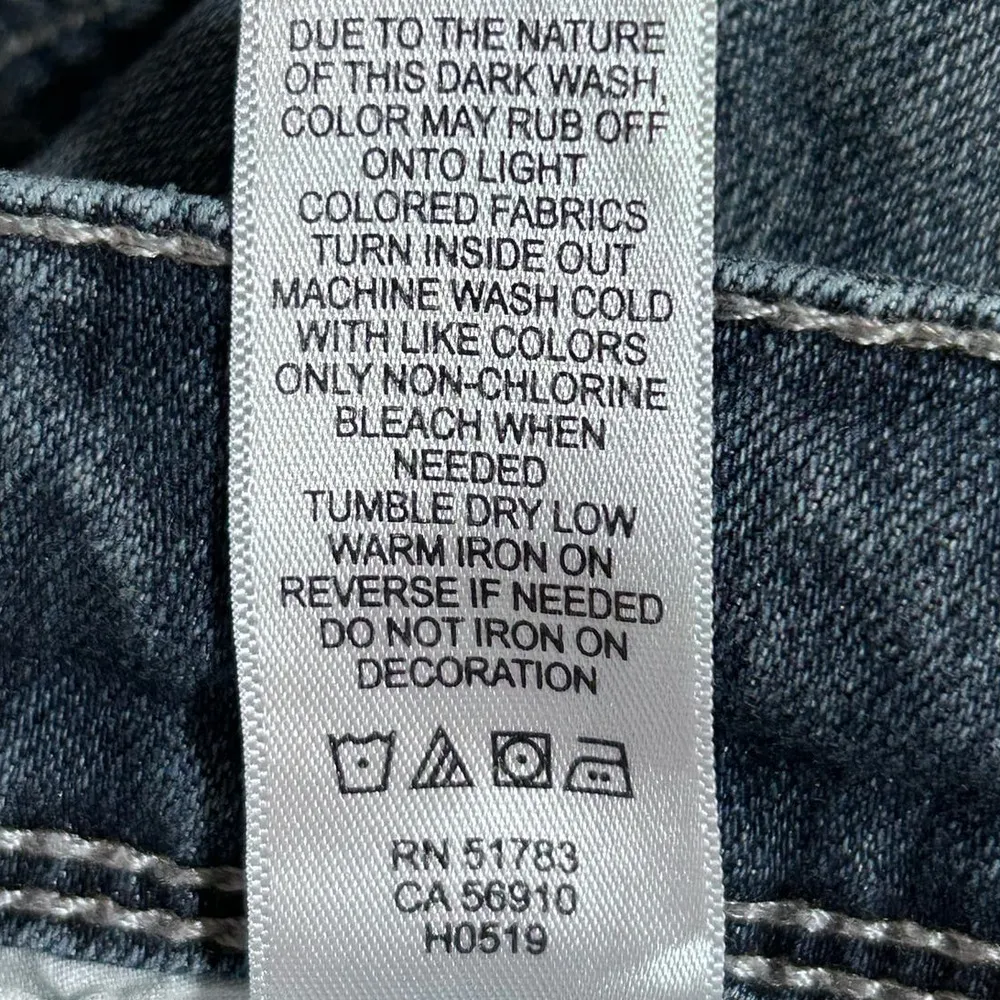 DUE TO THE NATURE
OF THIS DARK WASH,
COLOR MAY RUB OFF
ONTO LIGHT
COLORED FABRICS
TURN INSIDE OUT
MACHINE WASH COLD
WITH LIKE COLORS
ONLY NON-CHLORINE
BLEACH WHEN
NEEDED
TUMBLE DRY LOW
WARM IRON ON
REVERSE IF NEEDED
DO NOT IRON ON
DECORATION
RN 51783
CA 56910
H0519